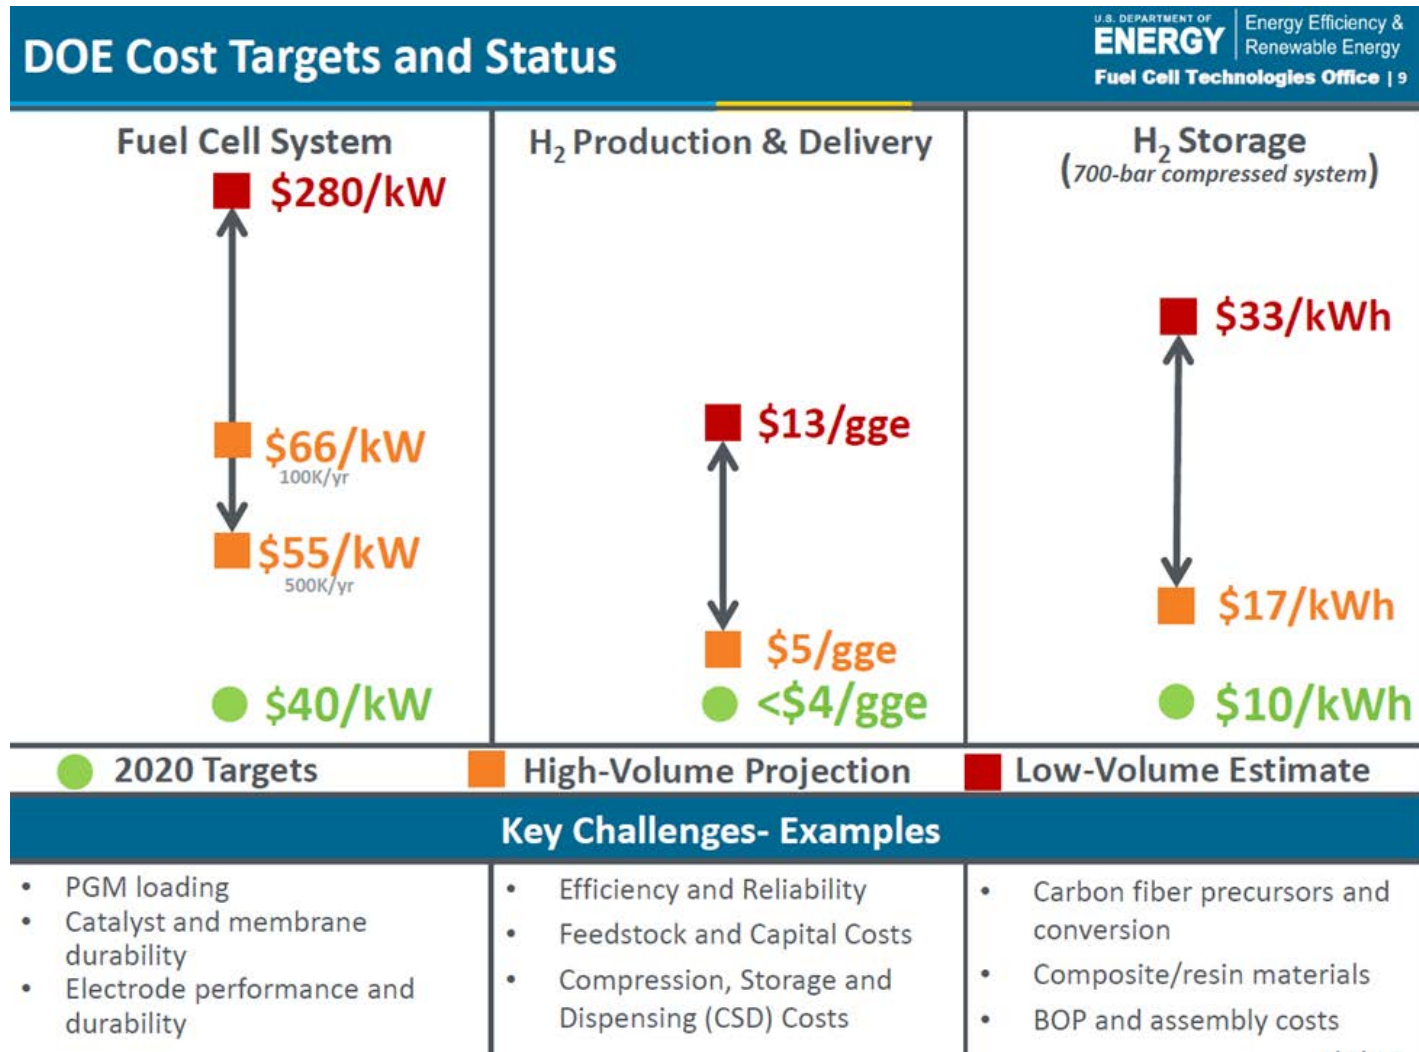 DOE Cost Targets and Status
U.S. DEPARTMENT OF
ENERGY
Energy Efficiency &
Renewable Energy
Fuel Cell Technologies Office | 9
Fuel Cell System
$280/kW
$66/kW
100K/yr
$55/kW
500K/yr
$40/kW
H2 Production & Delivery
$13/gge
$5/gge
<$4/gge
H2 Storage
(700-bar compressed system)
$33/kWh
$17/kWh
$10/kWh
2020 Targets
High-Volume Projection
Low-Volume Estimate
Key Challenges- Examples
• PGM loading
• Catalyst and membrane
durability
• Electrode performance and
durability
• Efficiency and Reliability
• Feedstock and Capital Costs
• Compression, Storage and
Dispensing (CSD) Costs
• Carbon fiber precursors and
conversion
• Composite/resin materials
• BOP and assembly costs